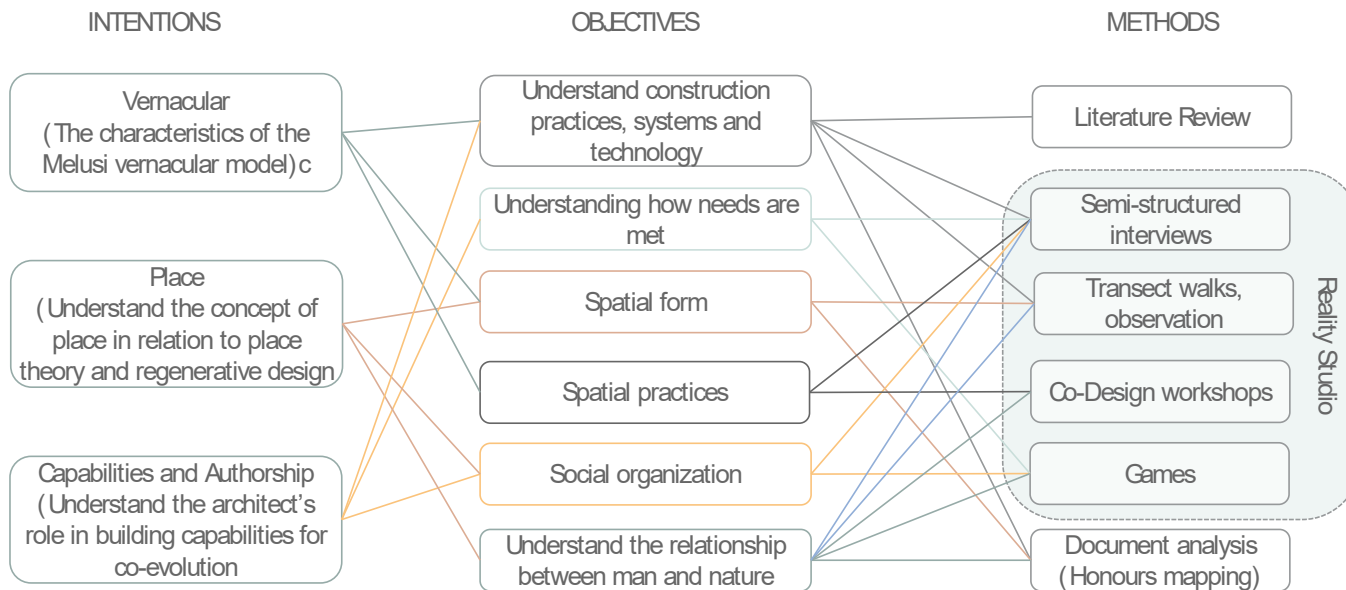 INTENTIONS
OBJECTIVES
METHODS
Vernacular
(The characteristics of the
Melusi vernacular model) c
Place
(Understand the concept of
place in relation to place
theory and regenerative design
Capabilities and Authorship
(Understand the architect's
role in building capabilities for
co-evolution
Understand construction
practices, systems and
technology
Understanding how needs are
met
Spatial form
Spatial practices
Social organization
Understand the relationship
between man and nature
Literature Review
Semi-structured
interviews
Transect walks,
observation
Co-Design workshops
Games
Document analysis
(Honours mapping)
Reality Studio